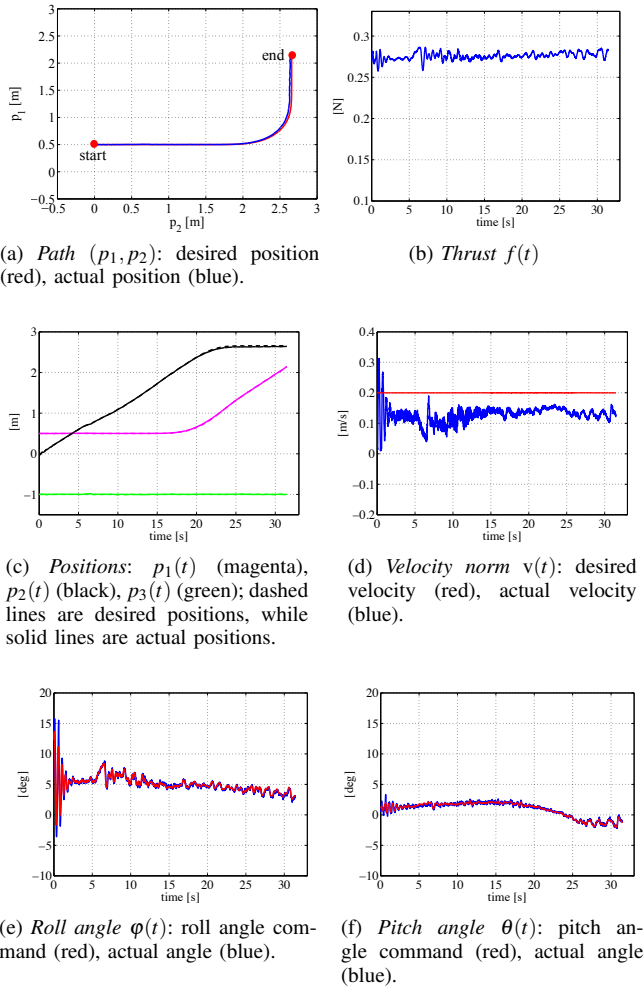 3
2.5
2
1.5
1
0.5
0
−0.5
−0.5 0 0.5 1 1.5 2 2.5 3
p₁ [m]
p₂ [m]
start
end
0.3
0.25
0.2
0.15
0.1
0 5 10 15 20 25 30
[N]
time [s]
(a) Path (p₁, p₂): desired position
(red), actual position (blue).
(b) Thrust f(t)
3
2
1
0
−1
0 5 10 15 20 25 30
[m]
time [s]
0.4
0.3
0.2
0.1
0
−0.1
−0.2
0 5 10 15 20 25 30
[m/s]
time [s]
(c) Positions: p₁(t) (magenta),
p₂(t) (black), p₃(t) (green); dashed
lines are desired positions, while
solid lines are actual positions.
(d) Velocity norm v(t): desired
velocity (red), actual velocity
(blue).
20
15
10
5
0
−5
−10
0 5 10 15 20 25 30
[deg]
time [s]
20
15
10
5
0
−5
−10
0 5 10 15 20 25 30
[deg]
time [s]
(e) Roll angle φ(t): roll angle com-
mand (red), actual angle (blue).
(f) Pitch angle θ(t): pitch an-
gle command (red), actual angle
(blue).